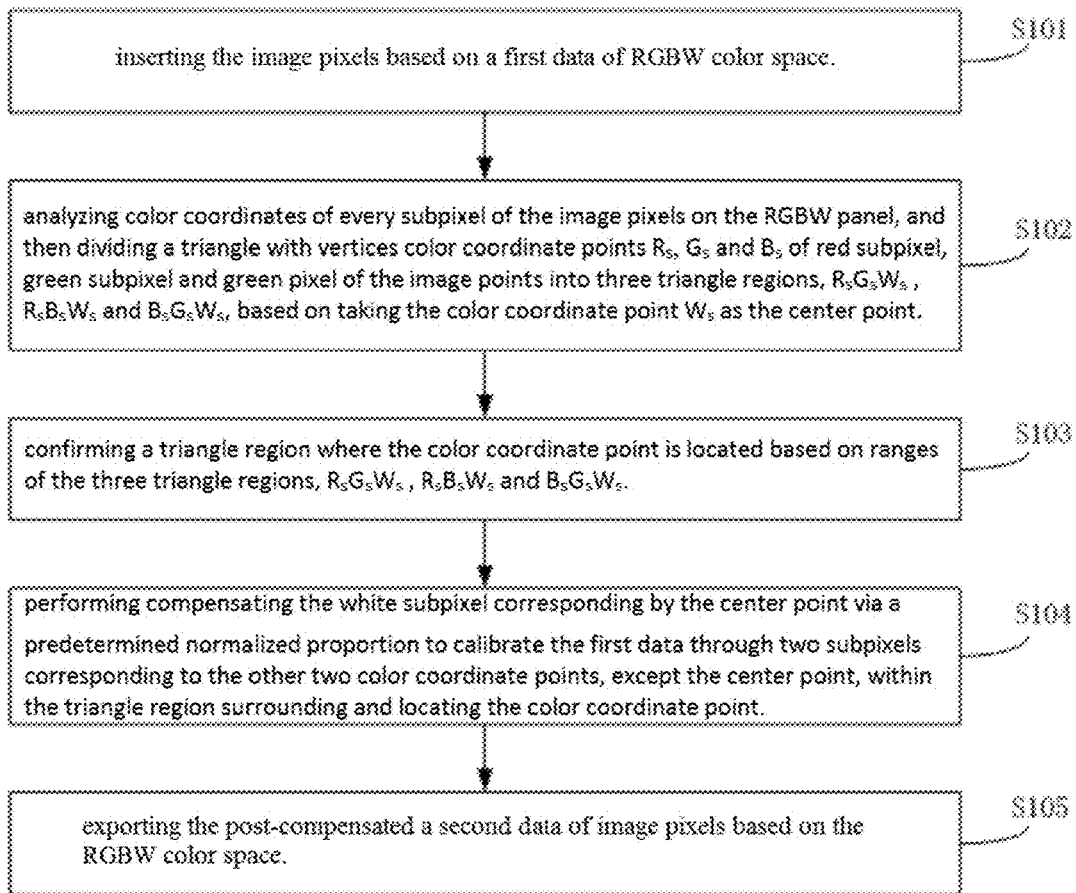 S101
inserting the image pixels based on a first data of RGBW color space.
S102
analyzing color coordinates of every subpixel of the image pixels on the RGBW panel, and
then dividing a triangle with vertices color coordinate points Rₛ, Gₛ and Bₛ of red subpixel,
green subpixel and green pixel of the image points into three triangle regions, RₛGₛWₛ ,
RₛBₛWₛ and BₛGₛWₛ, based on taking the color coordinate point Wₛ as the center point.
S103
confirming a triangle region where the color coordinate point is located based on ranges
of the three triangle regions, RₛGₛWₛ , RₛBₛWₛ and BₛGₛWₛ.
S104
performing compensating the white subpixel corresponding by the center point via a
predetermined normalized proportion to calibrate the first data through two subpixels
corresponding to the other two color coordinate points, except the center point, within
the triangle region surrounding and locating the color coordinate point.
S105
exporting the post-compensated a second data of image pixels based on the
RGBW color space.